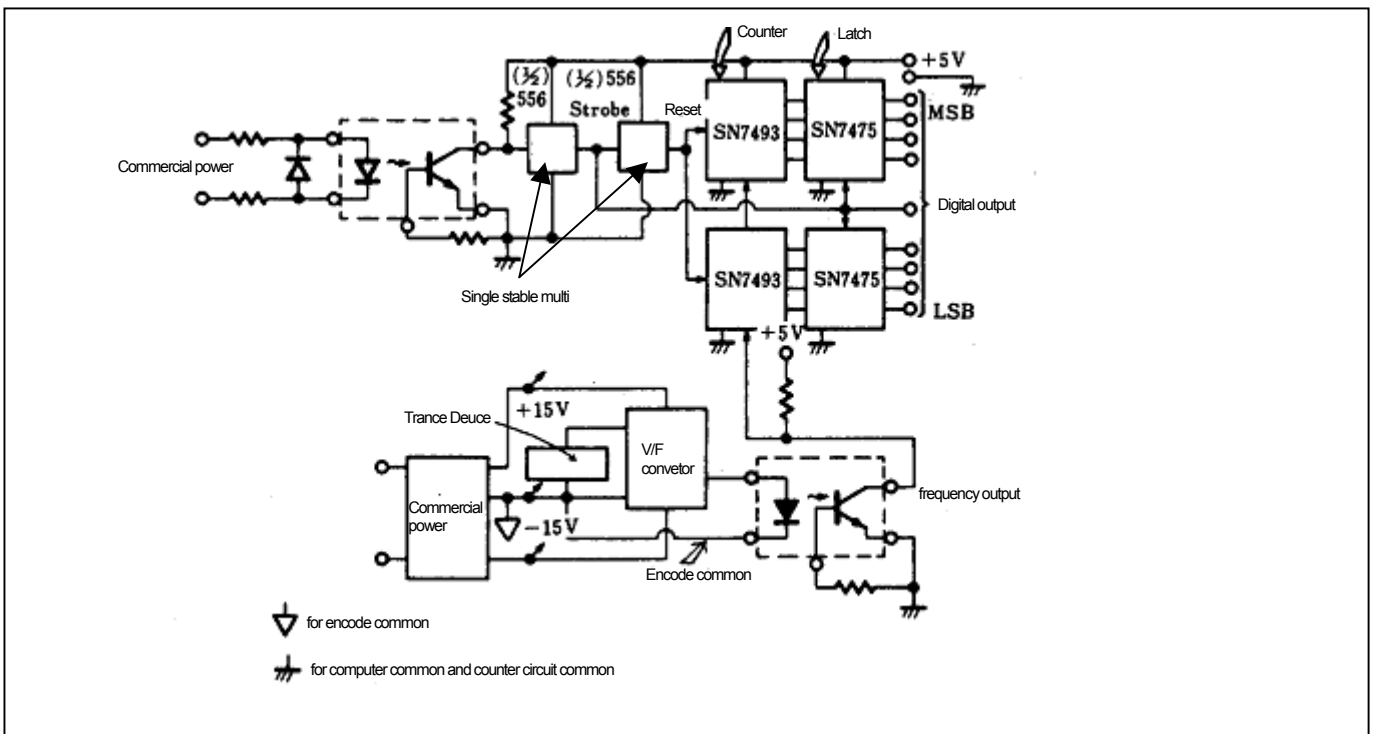 Counter
Latch
+5V
(½)
556
(½) 556
Strobe
Reset
SN7493
SN7475
MSB
Commercial power
Digital output
SN7493
SN7475
LSB
Single stable multi
+5V
+15V
Trance Deuce
V/F
convetor
Commercial
power
-15V
frequency output
Encode common
for encode common
for computer common and counter circuit common